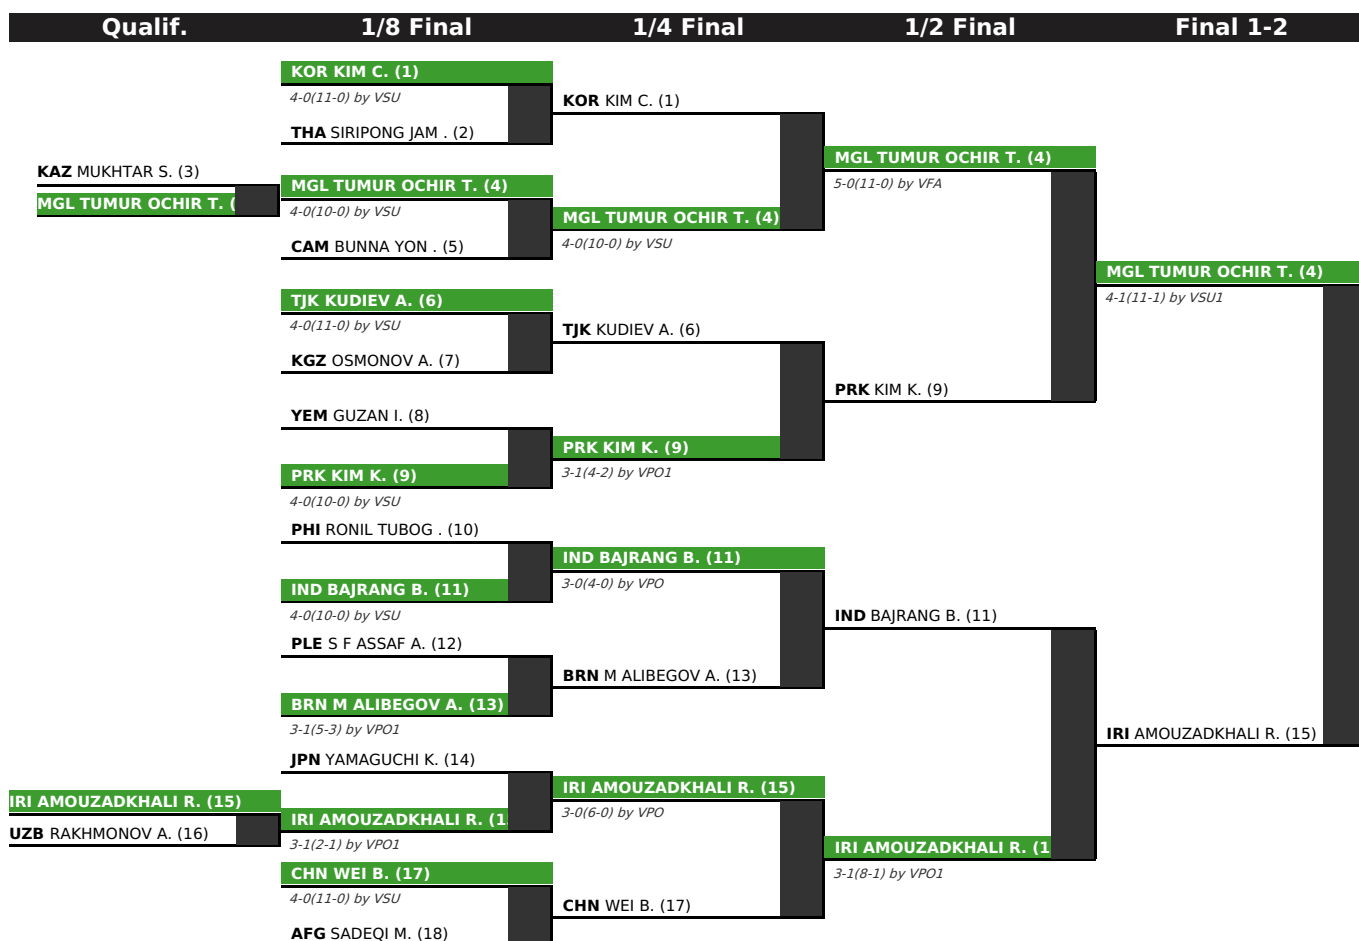 Qualif.
1/8 Final
1/4 Final
1/2 Final
Final 1-2
KAZ MUKHTAR S. (3)
MGL TUMUR OCHIR T. (
IRI AMOUZADKHALI R. (15)
UZB RAKHMONOV A. (16)
KOR KIM C. (1)
4-0(11-0) by VSU
THA SIRIPONG JAM . (2)
MGL TUMUR OCHIR T. (4)
4-0(10-0) by VSU
CAM BUNNA YON . (5)
TJK KUDIEV A. (6)
4-0(11-0) by VSU
KGZ OSMONOV A. (7)
YEM GUZAN I. (8)
PRK KIM K. (9)
4-0(10-0) by VSU
PHI RONIL TUBOG . (10)
IND BAJRANG B. (11)
4-0(10-0) by VSU
PLE S F ASSAF A. (12)
BRN M ALIBEGOV A. (13)
3-1(5-3) by VPO1
JPN YAMAGUCHI K. (14)
IRI AMOUZADKHALI R. (1
3-1(2-1) by VPO1
CHN WEI B. (17)
4-0(11-0) by VSU
AFG SADEQI M. (18)
KOR KIM C. (1)
MGL TUMUR OCHIR T. (4)
4-0(10-0) by VSU
TJK KUDIEV A. (6)
PRK KIM K. (9)
3-1(4-2) by VPO1
IND BAJRANG B. (11)
3-0(4-0) by VPO
BRN M ALIBEGOV A. (13)
IRI AMOUZADKHALI R. (15)
3-0(6-0) by VPO
CHN WEI B. (17)
MGL TUMUR OCHIR T. (4)
5-0(11-0) by VFA
PRK KIM K. (9)
IND BAJRANG B. (11)
IRI AMOUZADKHALI R. (1
3-1(8-1) by VPO1
MGL TUMUR OCHIR T. (4)
4-1(11-1) by VSU1
IRI AMOUZADKHALI R. (15)